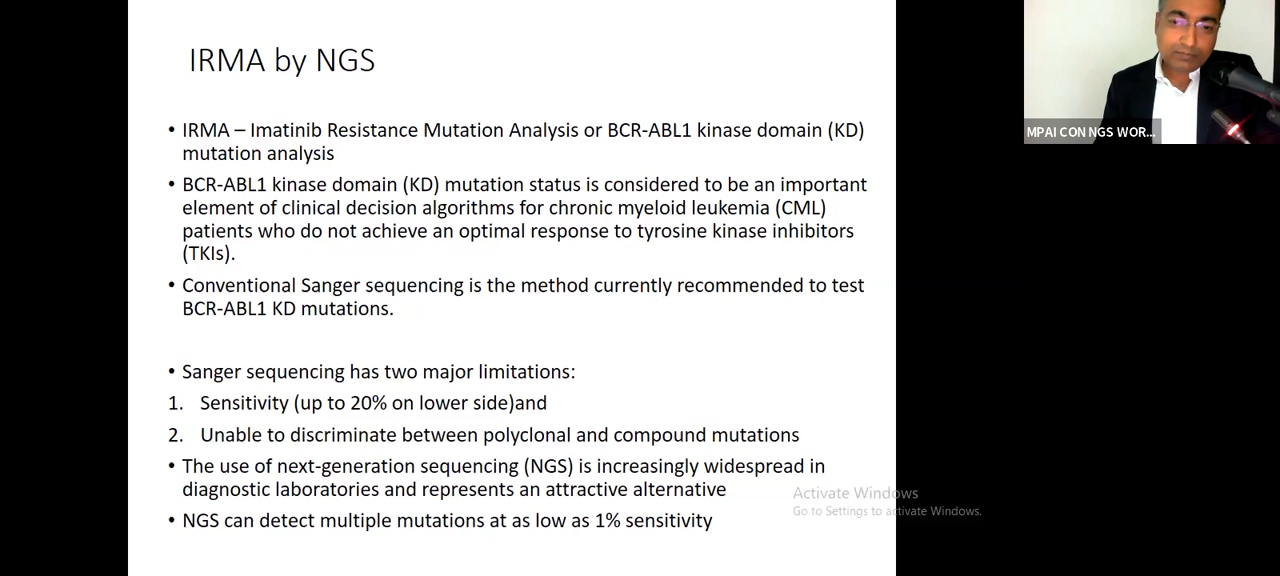 IRMA by NGS
• IRMA – Imatinib Resistance Mutation Analysis or BCR-ABL1 kinase domain (KD)
mutation analysis
• BCR-ABL1 kinase domain (KD) mutation status is considered to be an important
element of clinical decision algorithms for chronic myeloid leukemia (CML)
patients who do not achieve an optimal response to tyrosine kinase inhibitors
(TKIs).
• Conventional Sanger sequencing is the method currently recommended to test
BCR-ABL1 KD mutations.
• Sanger sequencing has two major limitations:
1. Sensitivity (up to 20% on lower side)and
2. Unable to discriminate between polyclonal and compound mutations
• The use of next-generation sequencing (NGS) is increasingly widespread in
diagnostic laboratories and represents an attractive alternative
• NGS can detect multiple mutations at as low as 1% sensitivity
MPAI CON NGS WOR...
Activate Windows
Go to Settings to activate Windows.